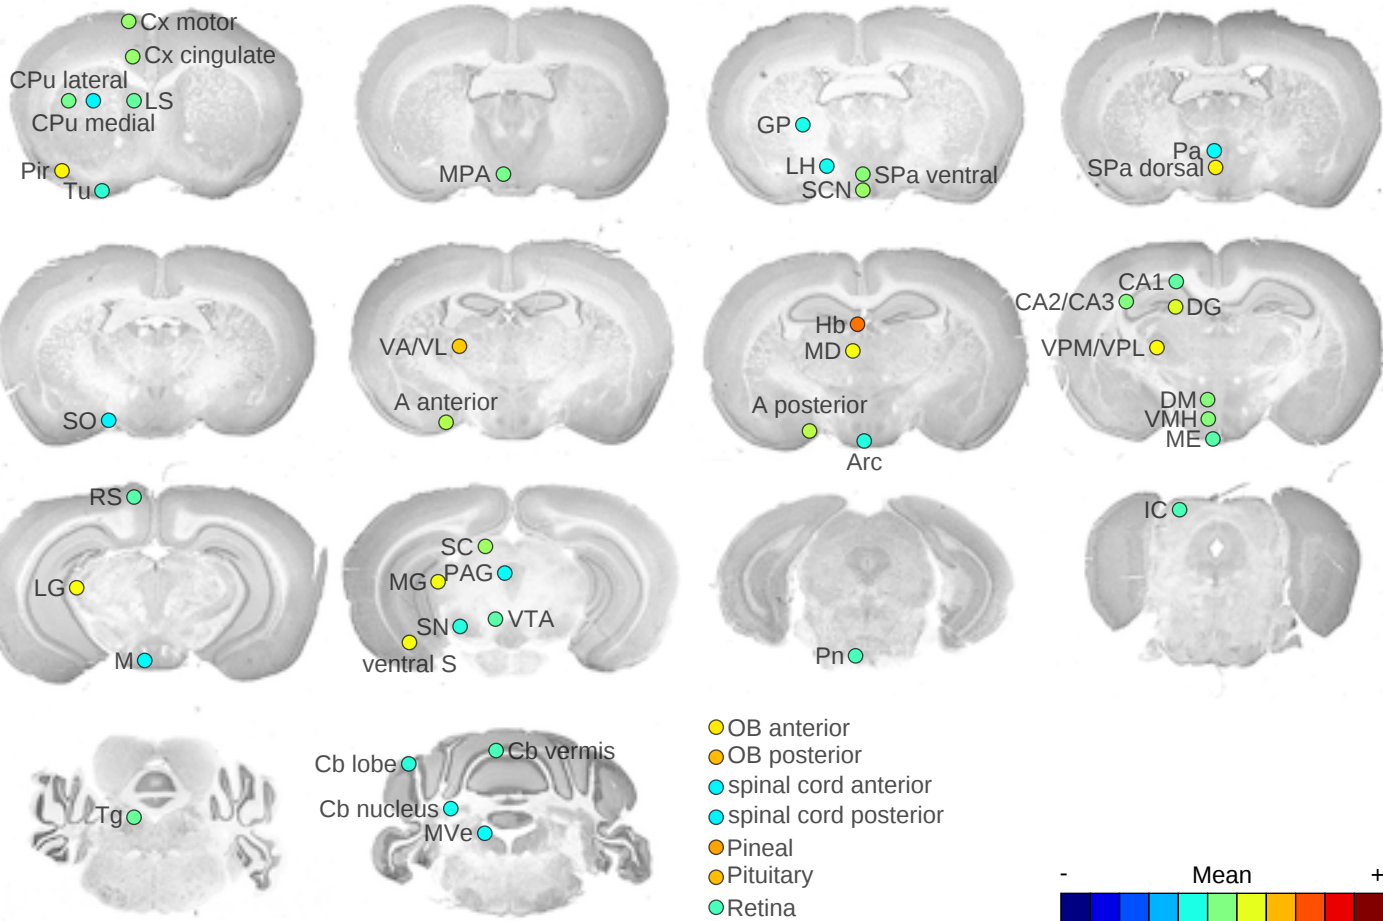 Cx motor
Cx cingulate
CPu lateral
LS
CPu medial
Pir
Tu
MPA
GP
LH
SPa ventral
SCN
Pa
SPa dorsal
SO
VA/VL
A anterior
Hb
MD
A posterior
Arc
CA1
CA2/CA3
DG
VPM/VPL
DM
VMH
ME
RS
LG
M
SC
PAG
MG
VTA
SN
ventral S
Pn
IC
Tg
Cb vermis
Cb lobe
Cb nucleus
MVe
OB anterior
OB posterior
spinal cord anterior
spinal cord posterior
Pineal
Pituitary
Retina
- Mean +